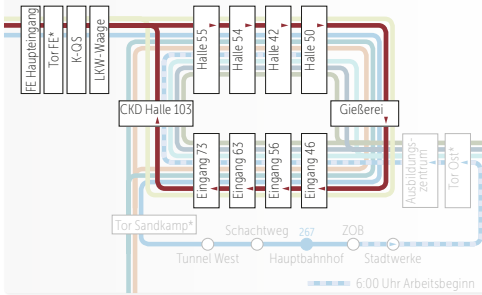 FE Haupteingang
Tor FE*
K-QS
LKW-Waage
Halle 55
Halle 54
Halle 42
Halle 50
CKD Halle 103
Gießerei
Eingang 73
Eingang 63
Eingang 56
Eingang 46
Ausbildungs-
zentrum
Tor Ost*
Tor Sandkamp*
Schachtweg
267
ZOB
Tunnel West
Hauptbahnhof
Stadtwerke
6:00 Uhr Arbeitsbeginn